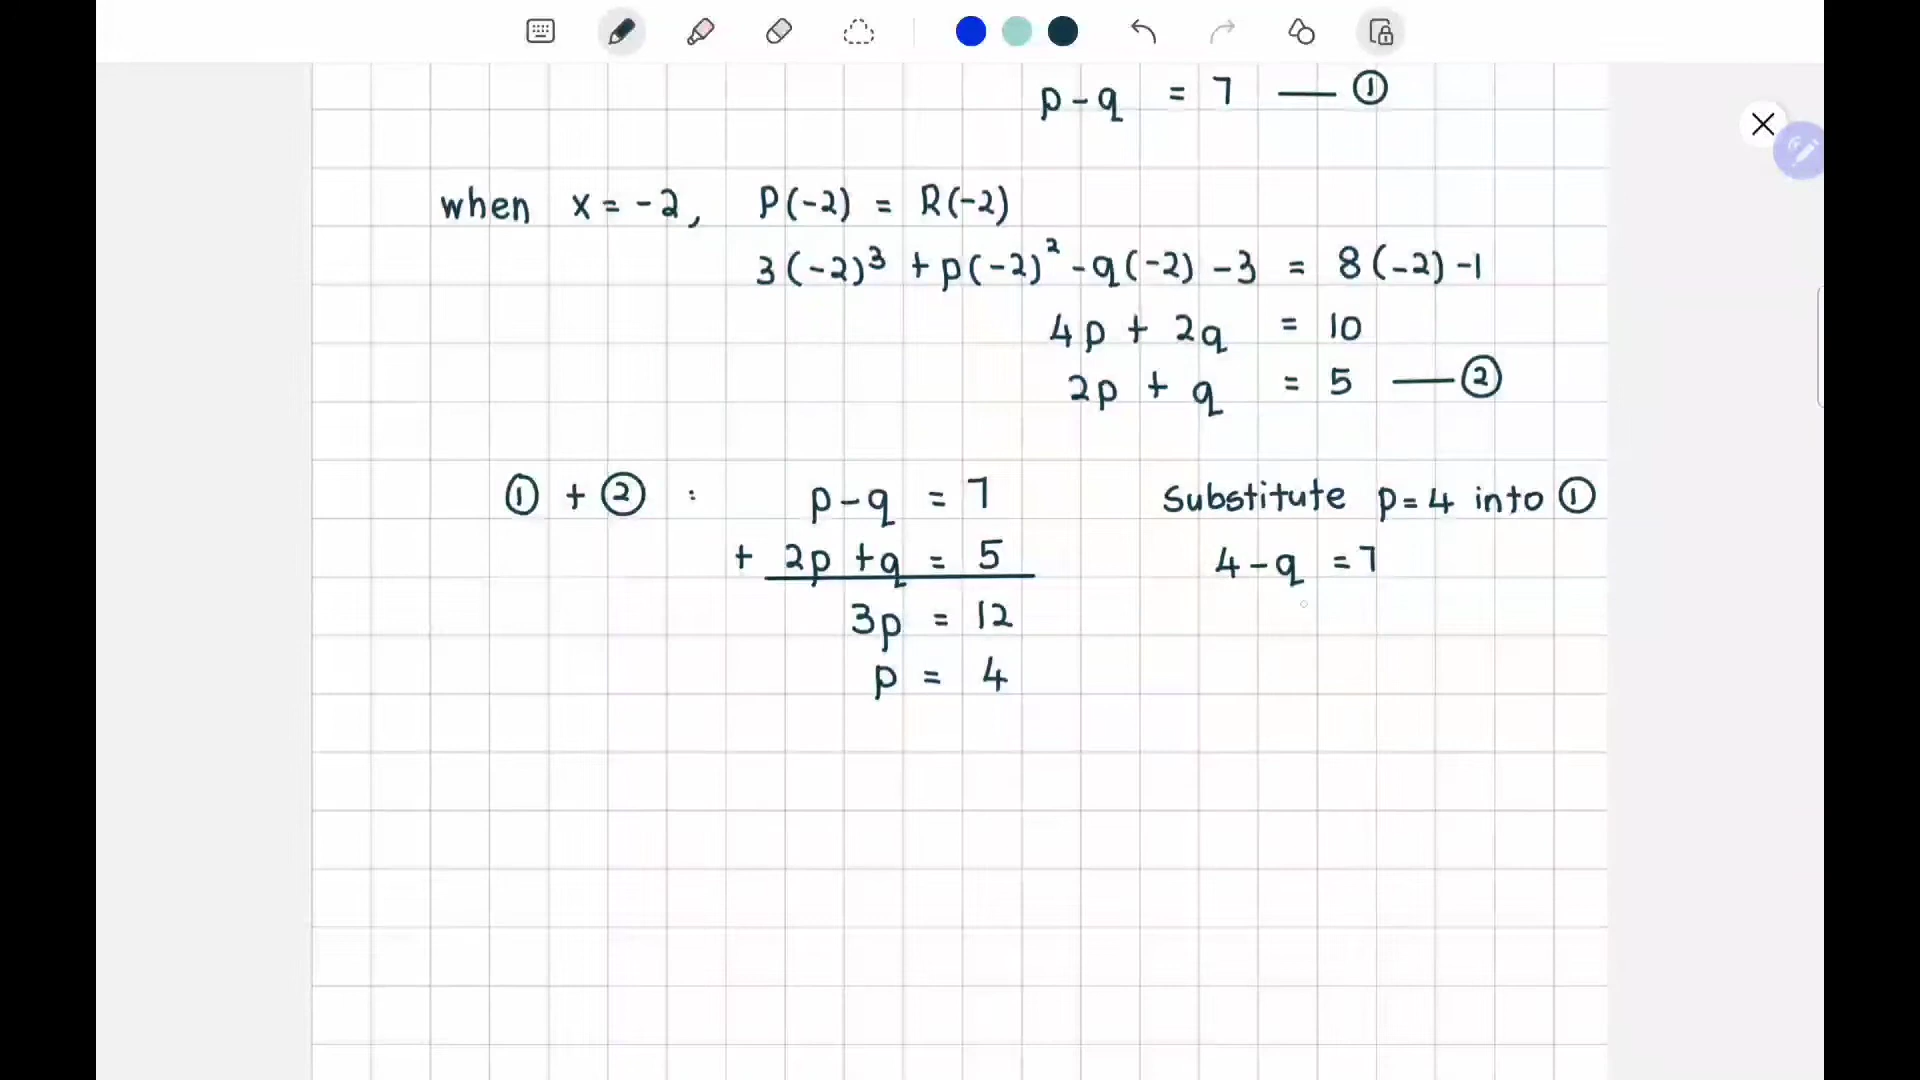 p-q = 7 — ①
when x = -2, P(-2) = R(-2)
3(-2)³ + p(-2)² - q(-2) - 3 = 8(-2) - 1
4p + 2q = 10
2p + q = 5 — ②
① + ② : p-q = 7
+ 2p + q = 5
3p = 12
p = 4
Substitute p = 4 into ①
4 - q = 7